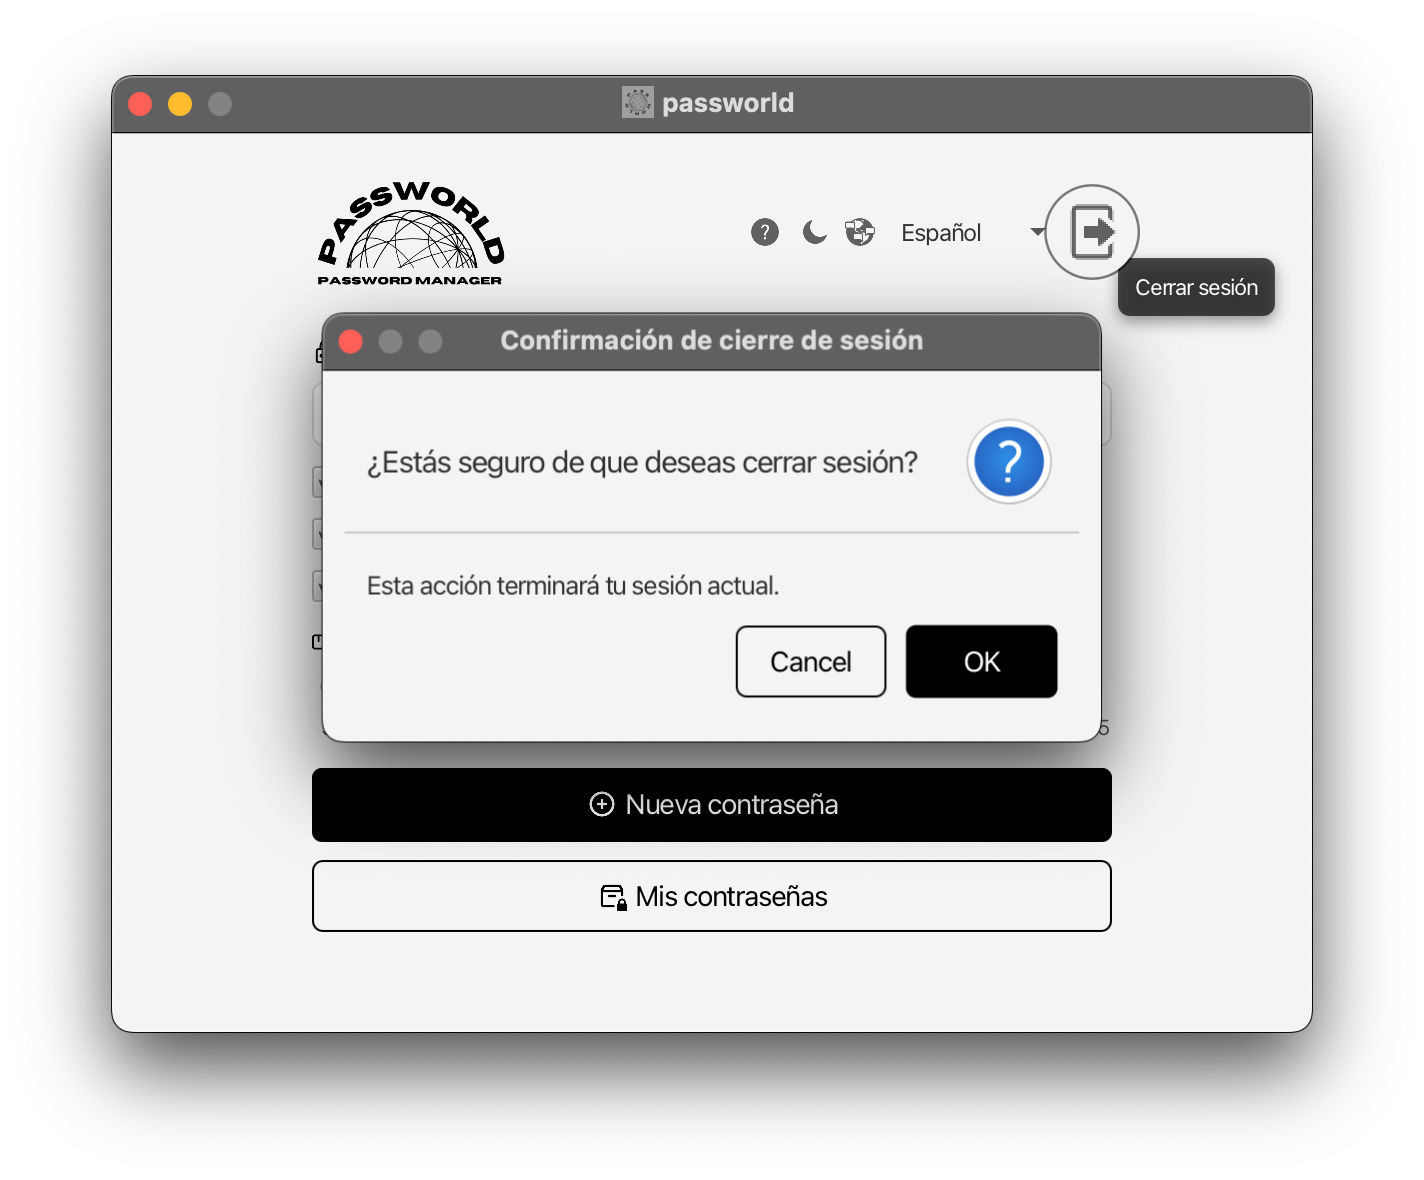 passworld
PASSWORLD
PASSWORD MANAGER
?
Español
Cerrar sesión
Confirmación de cierre de sesión
¿Estás seguro de que deseas cerrar sesión?
?
Esta acción terminará tu sesión actual.
Cancel
OK
5
Nueva contraseña
Mis contraseñas